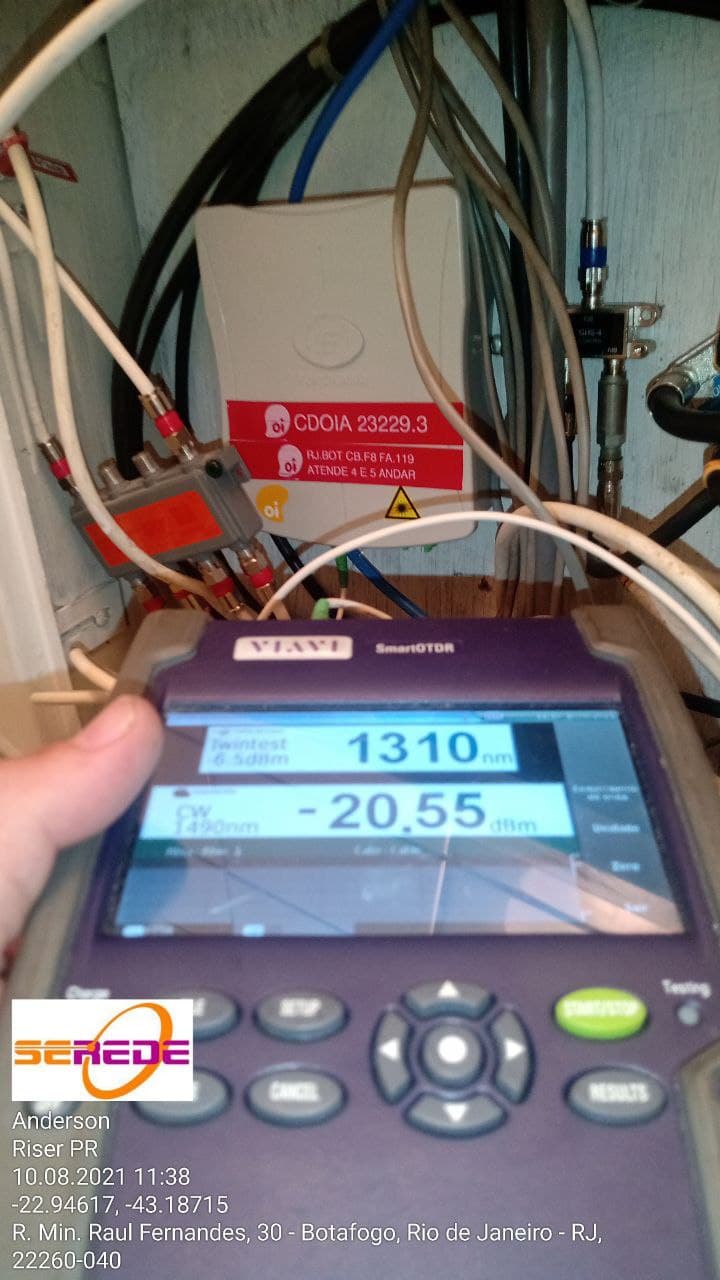 CDOIA 23229.3
oi
RJ.BOT CB.F8 FA.119
ATENDE 4 E 5 ANDAR
oi
oi
VIAVI
SmartOTDR
Twintest
-6.5dBm
1310 nm
CW
1490nm
-20.55 dBm
Charge
SETUP
START/STOP
Testing
CANCEL
RESULTS
SEREDE
Anderson
Riser PR
10.08.2021 11:38
-22.94617, -43.18715
R. Min. Raul Fernandes, 30 - Botafogo, Rio de Janeiro - RJ,
22260-040